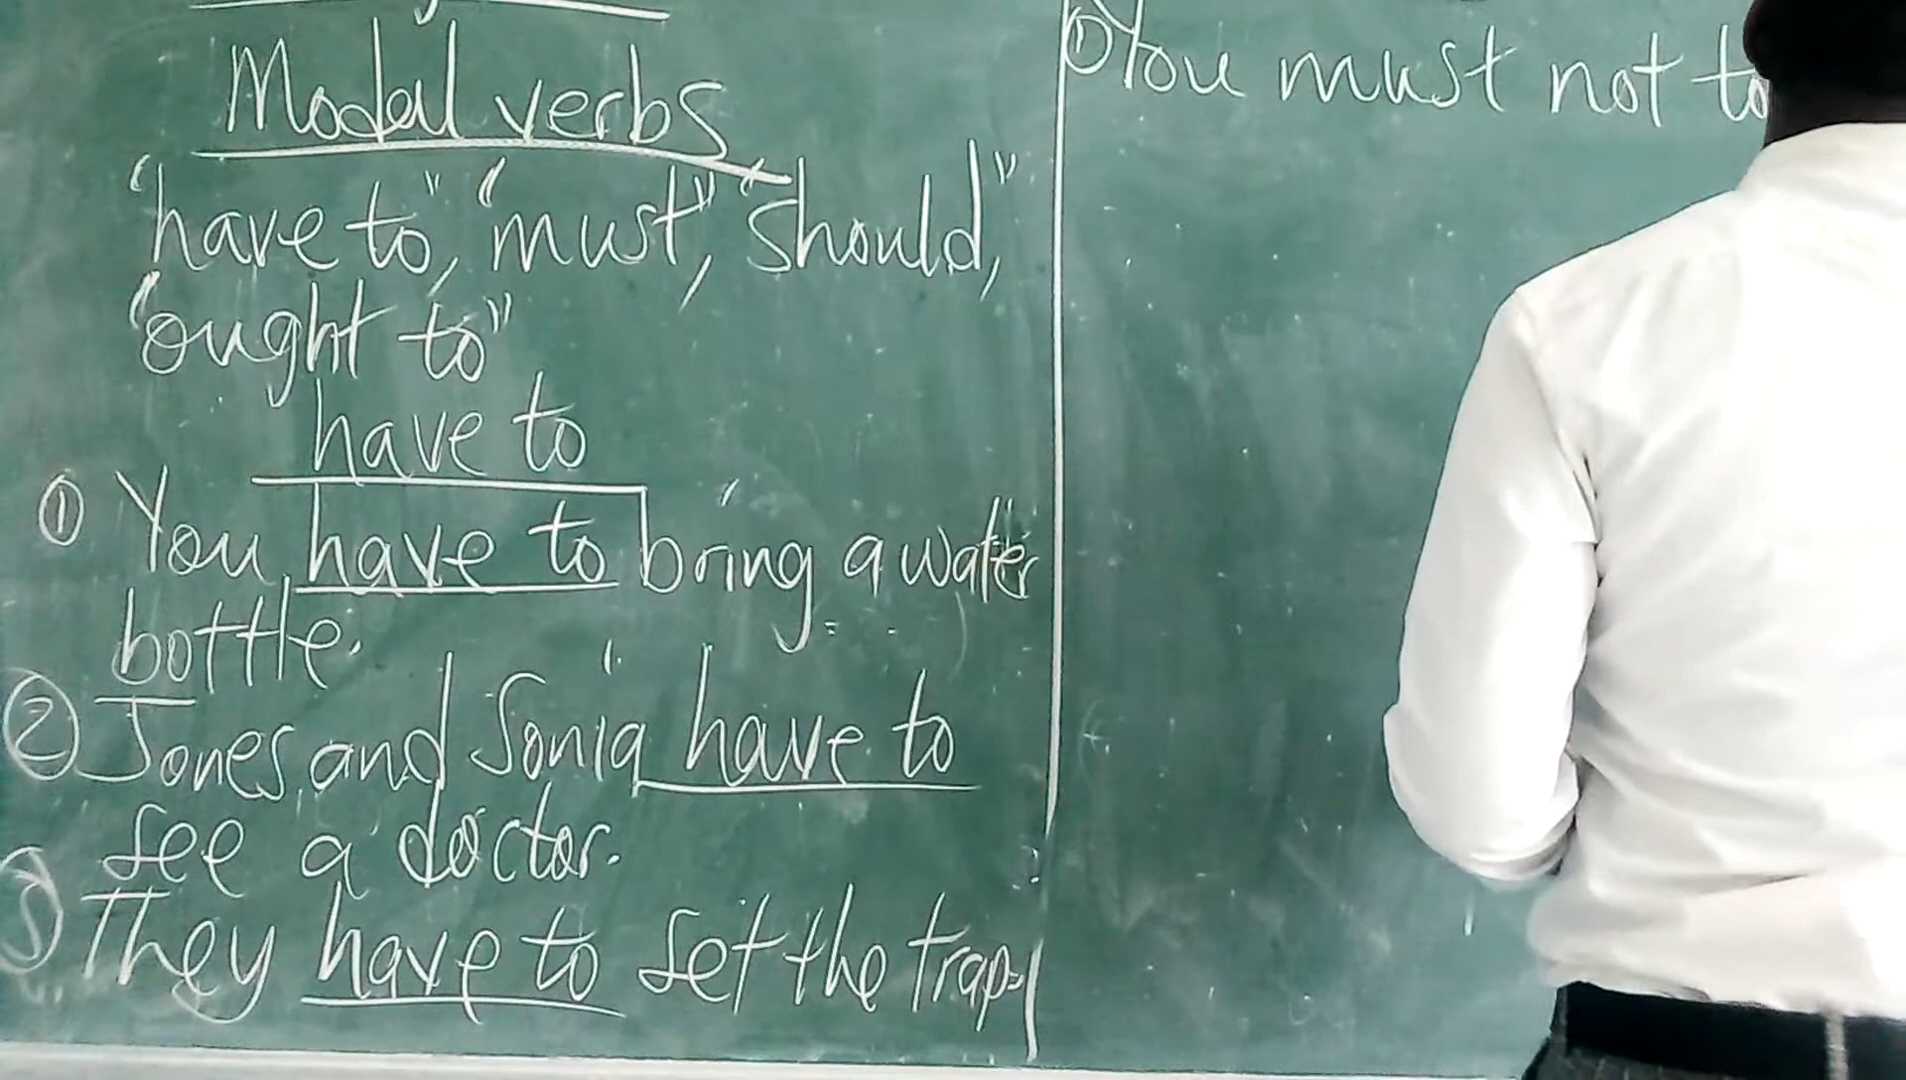 Modal verbs
"have to", "must", "should,"
"ought to"
have to
① You have to bring a water
bottle.
② Jones and Sonia have to
see a doctor.
③ They have to set the trap.
① You must not to